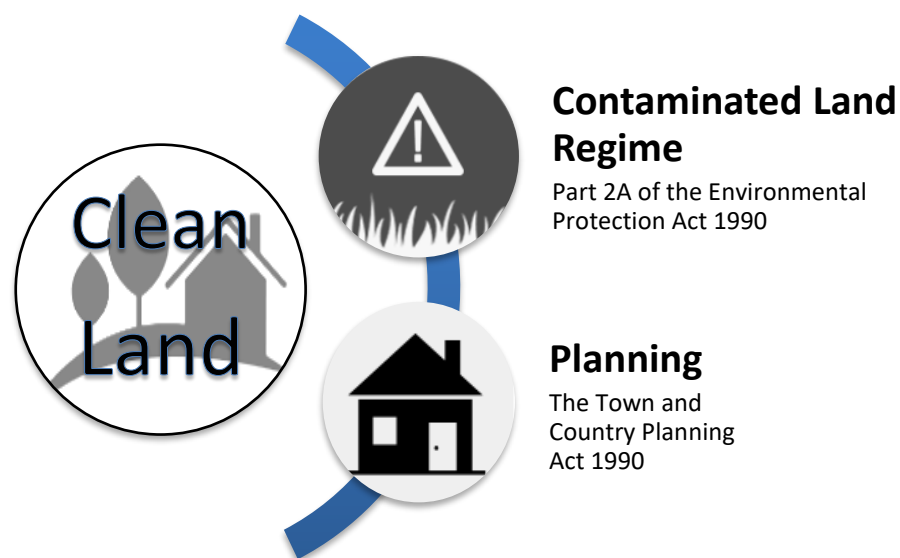 Clean
Land
Contaminated Land
Regime
Part 2A of the Environmental
Protection Act 1990
Planning
The Town and
Country Planning
Act 1990